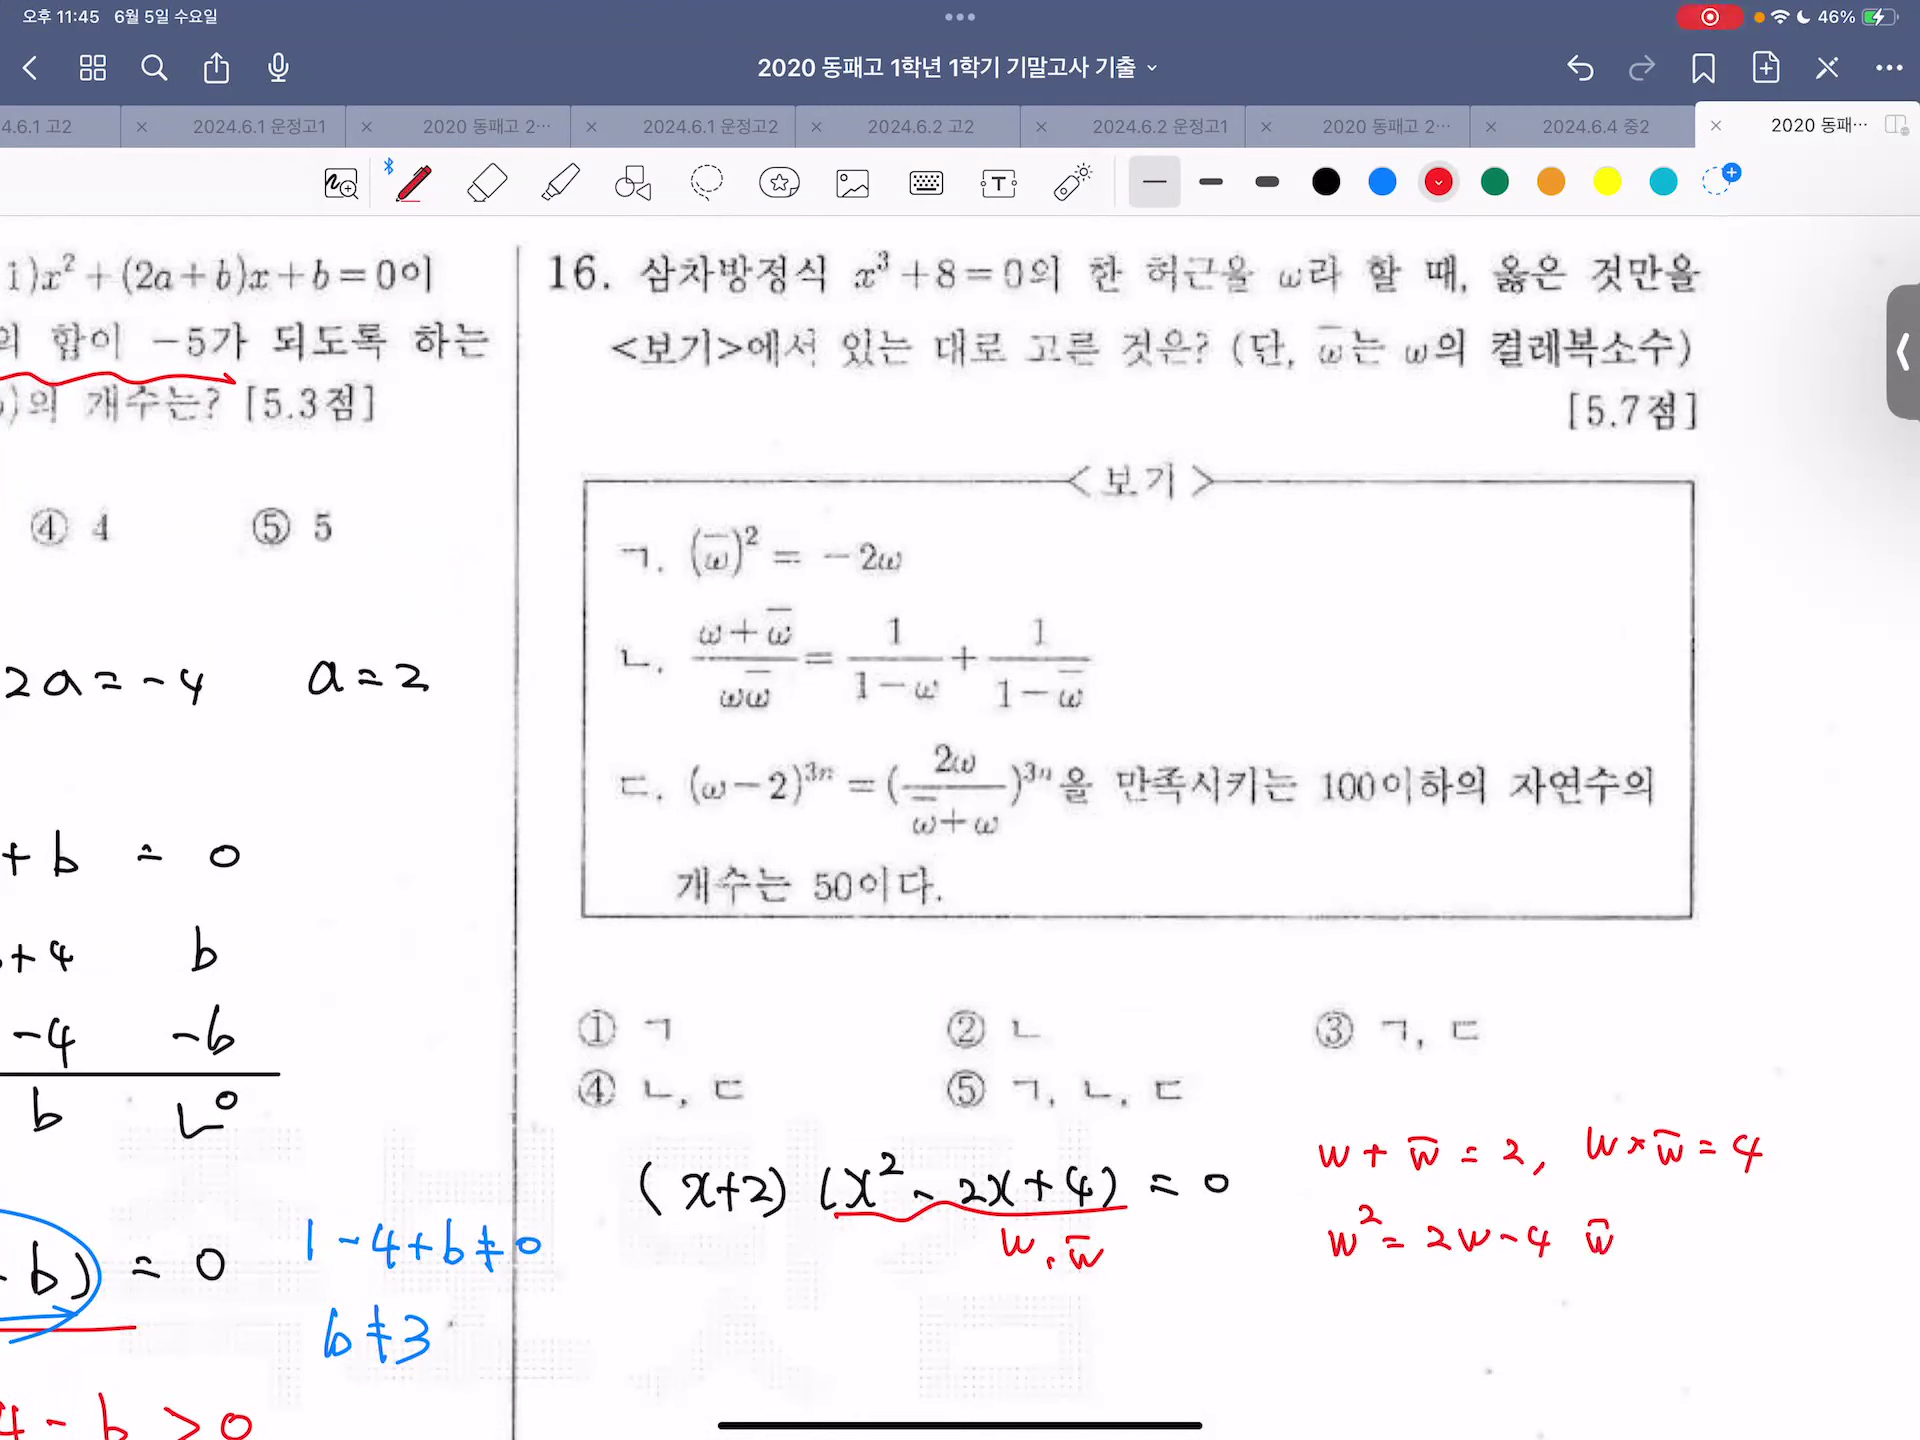 오후 11:45 6월 5일 수요일
46%
2020 동패고 1학년 1학기 기말고사 기출
4.6.1 고2
2024.6.1 운정고1
2020 동패고 2···
2024.6.1 운정고2
2024.6.2 고2
2024.6.2 운정고1
2020 동패고 2···
2024.6.4 중2
2020 동패···
i)x²+(2a+b)x+b=0이
의 합이 -5가 되도록 하는
)의 개수는? [5.3점]
④ 4 ⑤ 5
2a=-4 a=2
+b = 0
+4 b
-4 -b
b 0
-b) = 0
1-4+b≠0
b≠3
4-b>0
16. 삼차방정식 x³+8=0의 한 허근을 ω라 할 때, 옳은 것만을
<보기>에서 있는 대로 고른 것은? (단, ω̅는 ω의 켤레복소수)
[5.7점]
<보기>
ㄱ. (ω̅)² = -2ω
ㄴ. (ω+ω̅)/(ωω̅) = 1/(1-ω) + 1/(1-ω̅)
ㄷ. (ω-2)³ⁿ = (2ω/(ω̅+ω))³ⁿ을 만족시키는 100이하의 자연수의
개수는 50이다.
① ㄱ ② ㄴ ③ ㄱ, ㄷ
④ ㄴ, ㄷ ⑤ ㄱ, ㄴ, ㄷ
(x+2)(x²-2x+4)=0
w, w̅
w+w̅=2, w×w̅=4
w²=2w-4 w̅